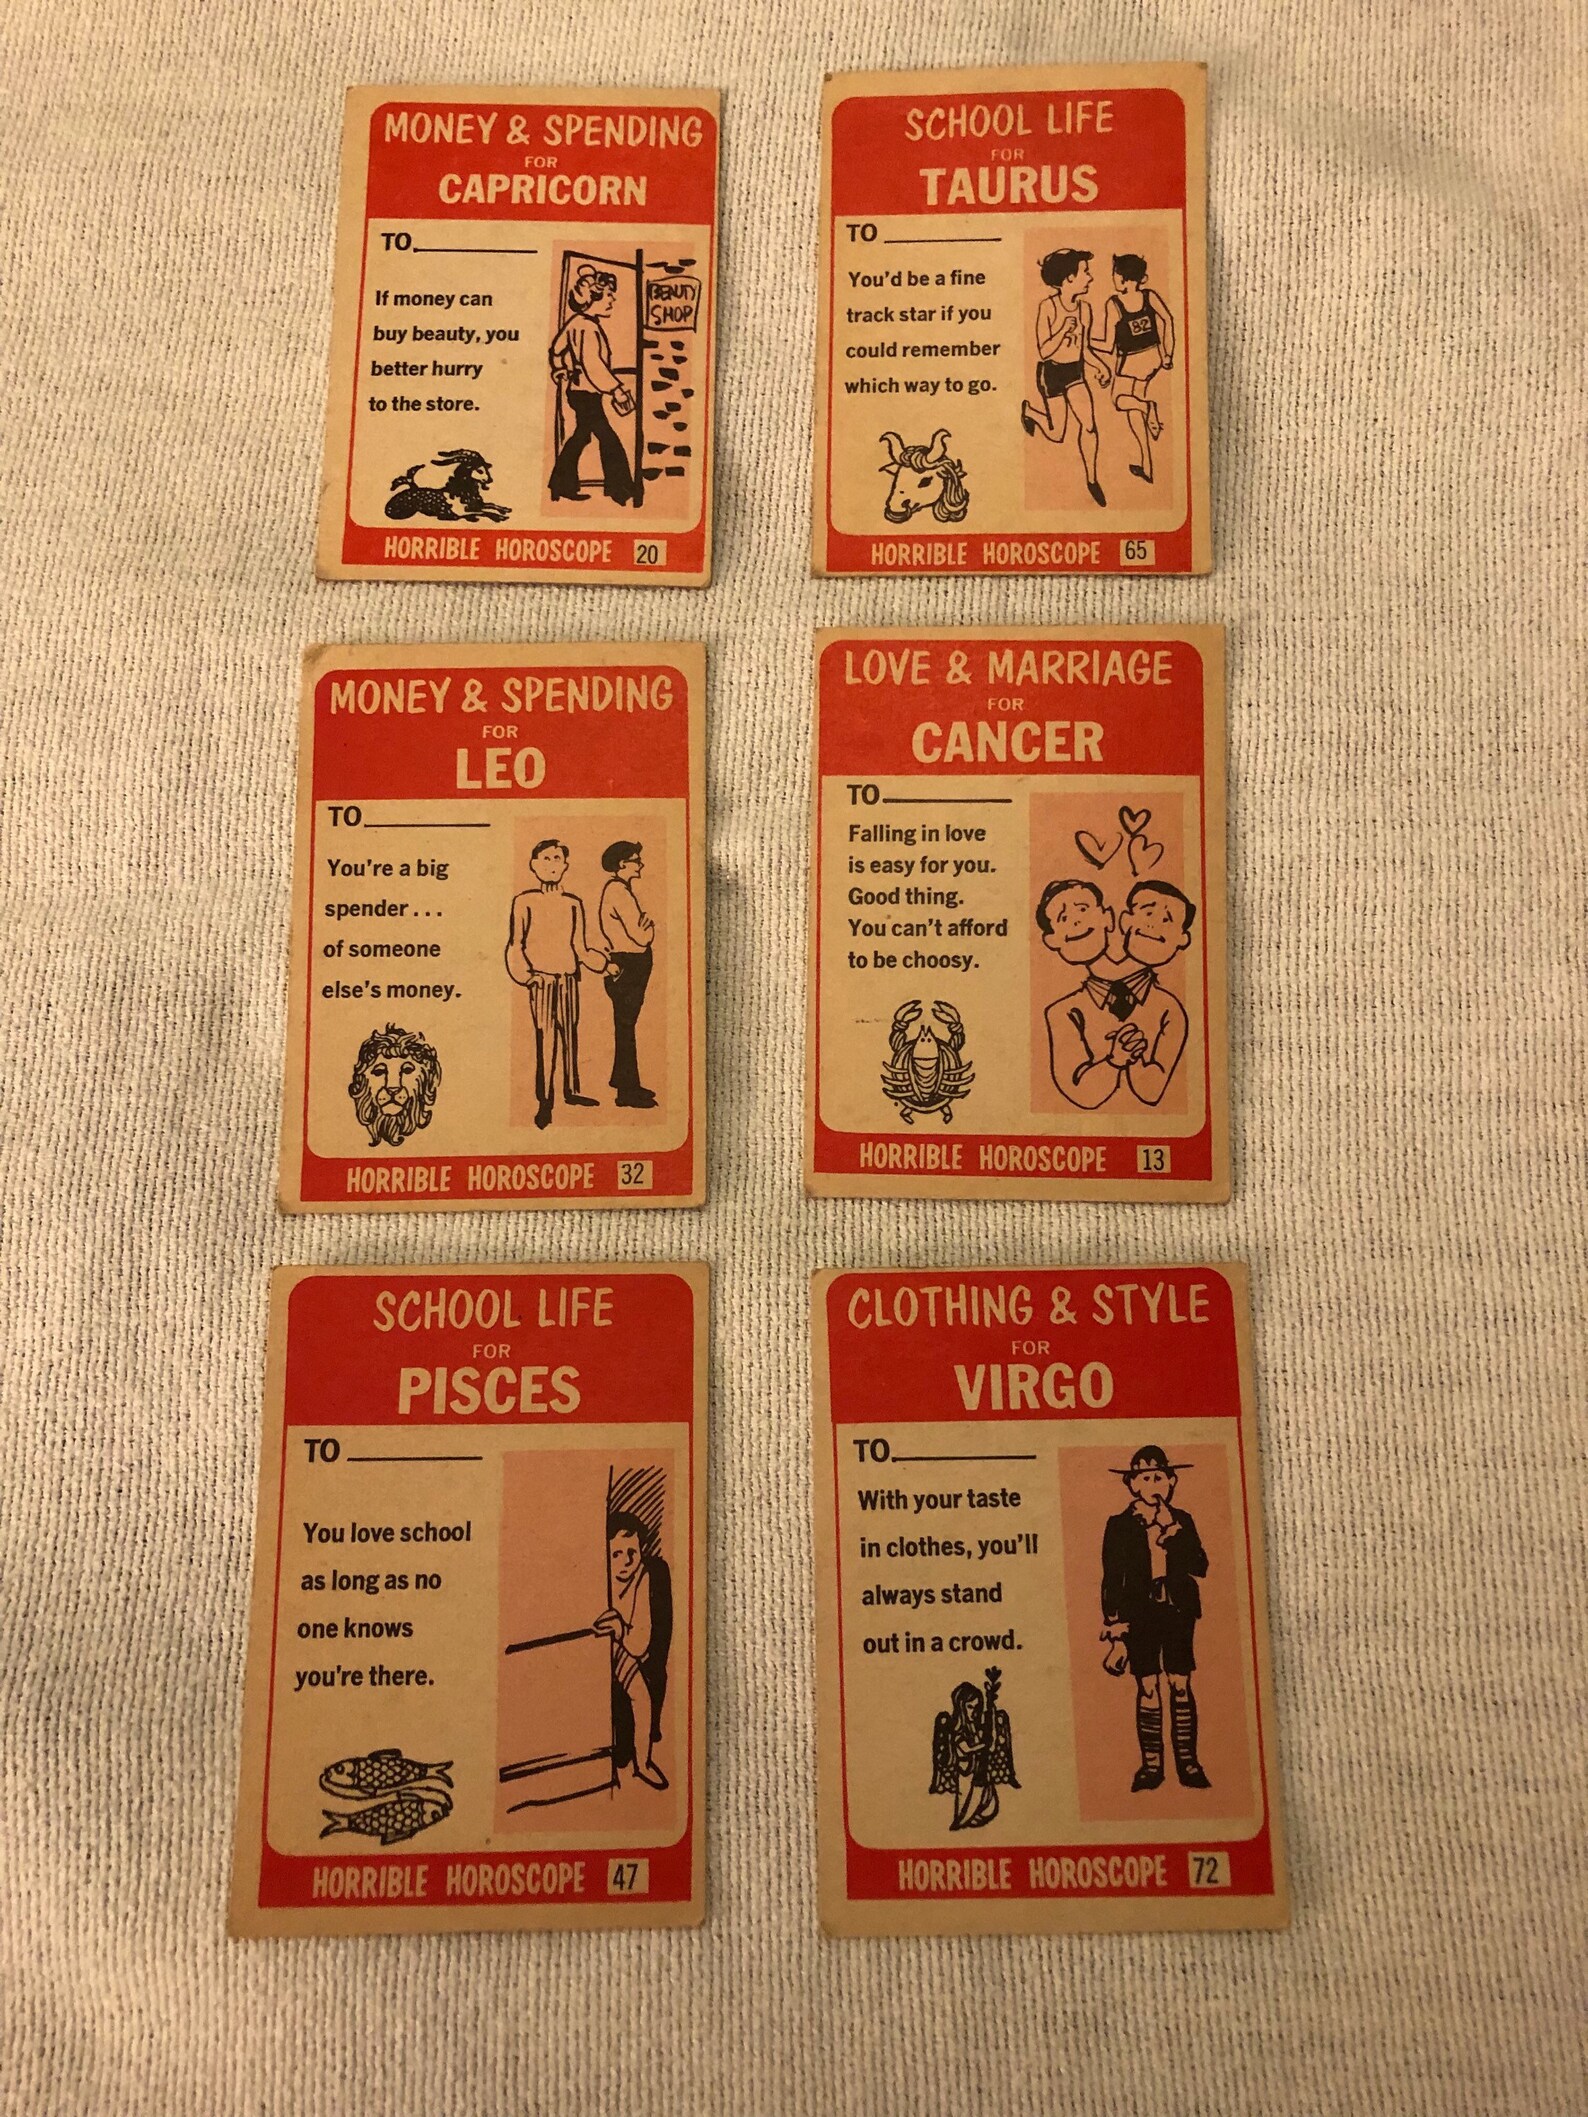 MONEY & SPENDING
FOR
CAPRICORN
TO
If money can
buy beauty, you
better hurry
to the store.
BEAUTY
SHOP
HORRIBLE HOROSCOPE 20
SCHOOL LIFE
FOR
TAURUS
TO
You'd be a fine
track star if you
could remember
which way to go.
82
HORRIBLE HOROSCOPE 65
MONEY & SPENDING
FOR
LEO
TO
You're a big
spender...
of someone
else's money.
HORRIBLE HOROSCOPE 32
LOVE & MARRIAGE
FOR
CANCER
TO
Falling in love
is easy for you.
Good thing.
You can't afford
to be choosy.
HORRIBLE HOROSCOPE 13
SCHOOL LIFE
FOR
PISCES
TO
You love school
as long as no
one knows
you're there.
HORRIBLE HOROSCOPE 47
CLOTHING & STYLE
FOR
VIRGO
TO
With your taste
in clothes, you'll
always stand
out in a crowd.
HORRIBLE HOROSCOPE 72